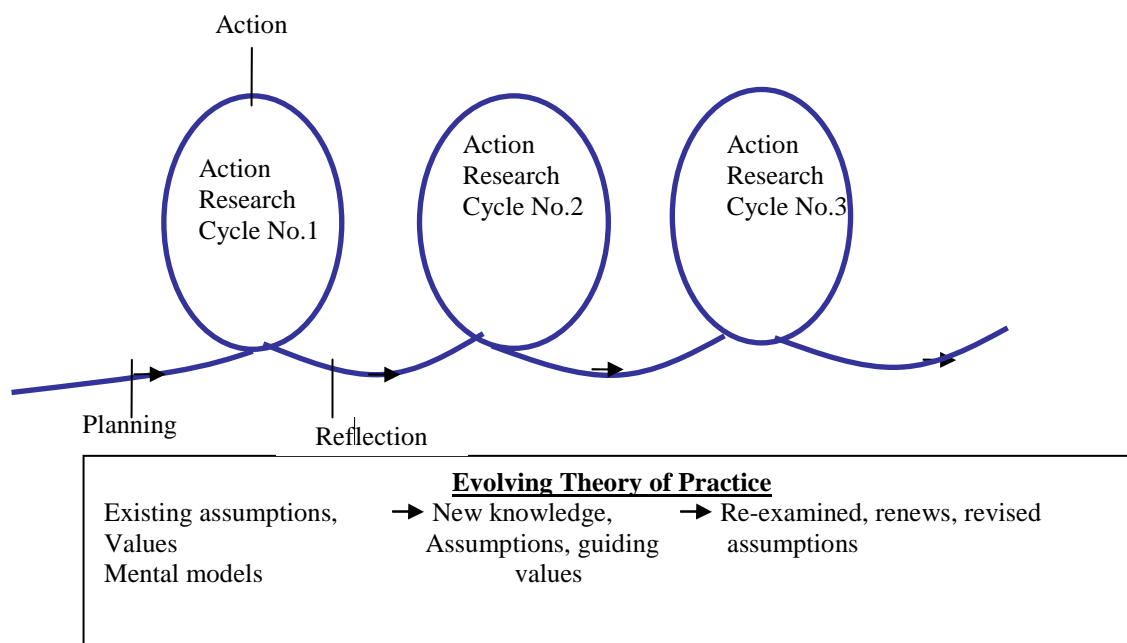 Action
Action
Research
Cycle No.1
Action
Research
Cycle No.2
Action
Research
Cycle No.3
Planning
Reflection
Evolving Theory of Practice
Existing assumptions,
Values
Mental models
New knowledge,
Assumptions, guiding
values
Re-examined, renews, revised
assumptions